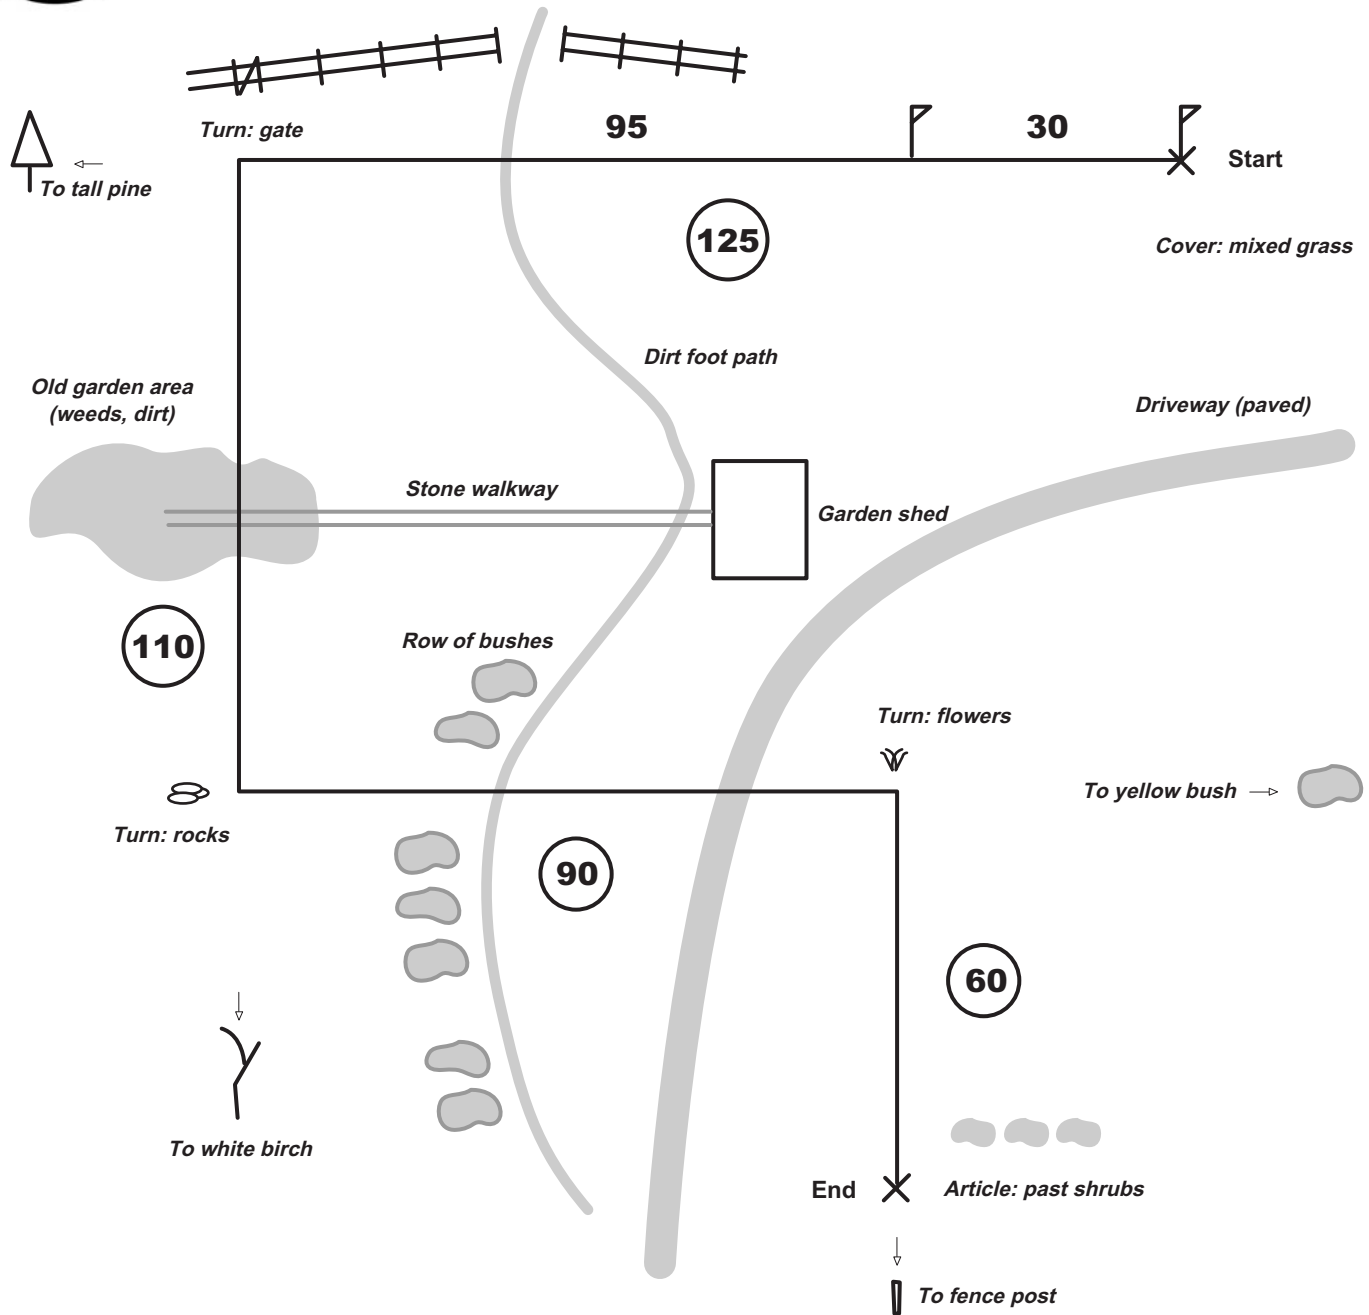 Turn: gate
95
30
Start
To tall pine
125
Cover: mixed grass
Dirt foot path
Old garden area
(weeds, dirt)
Driveway (paved)
Stone walkway
Garden shed
110
Row of bushes
Turn: flowers
To yellow bush
Turn: rocks
90
60
To white birch
End
Article: past shrubs
To fence post